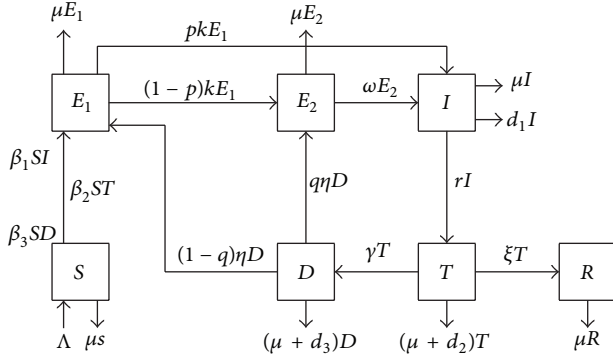 μE₁
pkE₁
μE₂
E₁
(1 − p)kE₁
E₂
ωE₂
I
μI
d₁I
β₁SI
β₂ST
qηD
rI
β₃SD
S
(1 − q)ηD
D
γT
T
ξT
R
Λ
μs
(μ + d₃)D
(μ + d₂)T
μR